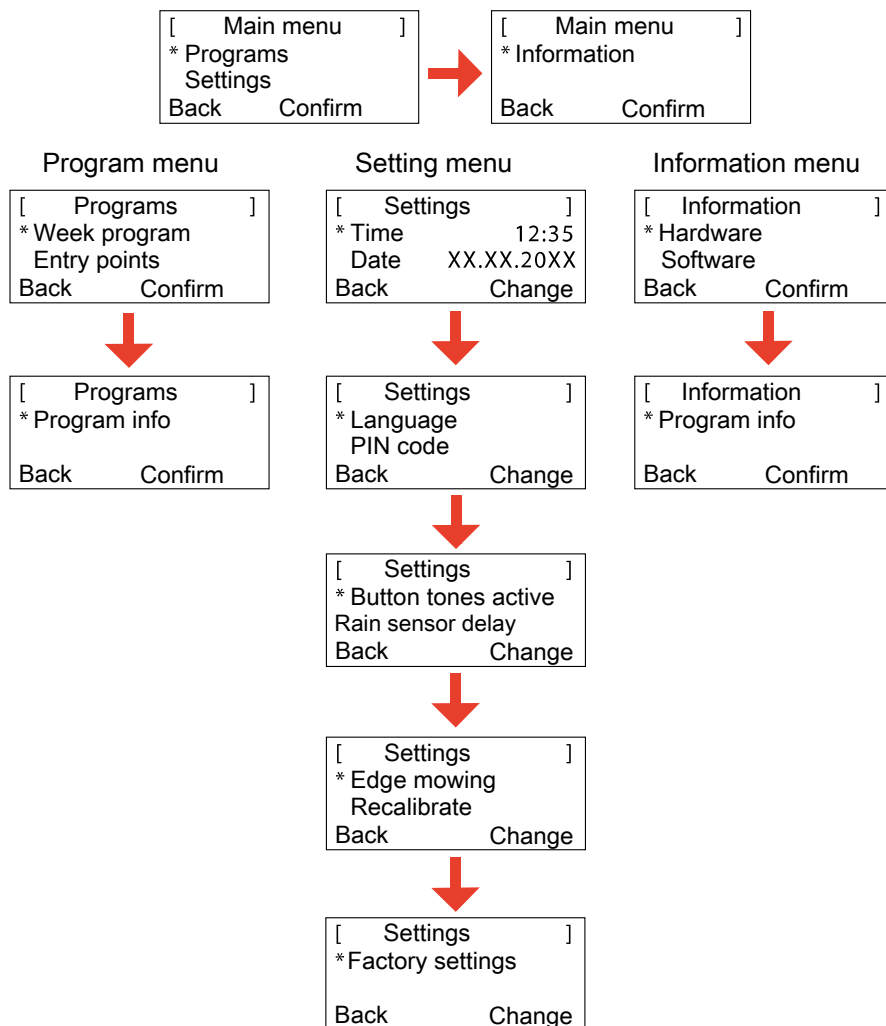 [ Main menu ]
* Programs
Settings
Back Confirm
[ Main menu ]
* Information
Back Confirm
Program menu
[ Programs ]
* Week program
Entry points
Back Confirm
[ Programs ]
* Program info
Back Confirm
Setting menu
[ Settings ]
* Time 12:35
Date XX.XX.20XX
Back Change
[ Settings ]
* Language
PIN code
Back Change
[ Settings ]
* Button tones active
Rain sensor delay
Back Change
[ Settings ]
* Edge mowing
Recalibrate
Back Change
[ Settings ]
*Factory settings
Back Change
Information menu
[ Information ]
* Hardware
Software
Back Confirm
[ Information ]
* Program info
Back Confirm